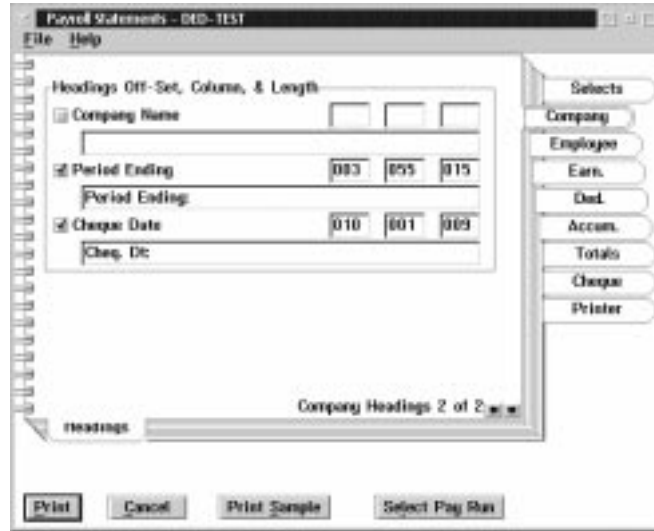 Payroll Statements - DED-TEST
File Help
Headings Off-Set, Column, & Length
Company Name
Period Ending 003 055 015
Period Ending:
Cheque Date 010 001 009
Cheq. Dt:
Company Headings 2 of 2
Headings
Selects
Company
Employee
Earn.
Ded.
Accum.
Totals
Cheque
Printer
Print Cancel Print Sample Select Pay Run